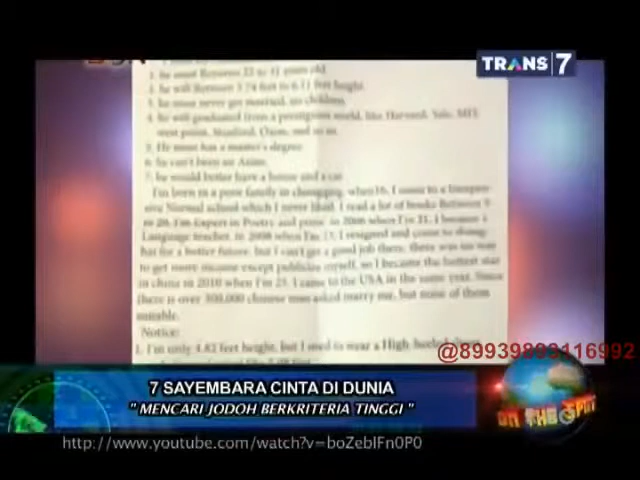 TRANS 7
1. he must Between 25 to 31 years old.
2. he will Between 5.74 feet to 6.11 feet height.
3. he must never get married, no children.
4. he will graduated from a prestigious world, like Harvard, Yale, MIT,
west point, Stanford, and so on.
5. He must has a master's degree.
6. he can't been an Asian.
7. he would better have a house and a car.
I'm born in a poor family in chongqing, when 16, I went to a
Normal school which I never liked. I read a lot of books Between 9
to 20, I'm Expert in Poetry and prose, in 2006 when I'm 21, I became a
Language teacher, in 2008 when I'm 23, I resigned and come to shang-
hai for a better future, but I can't get a good job there, there was no way
to get more income except publicize myself, so I became the hottest star
in china in 2010 when I'm 25, I came to the USA in the same year. Since
there is over 300,000 chinese men asked marry me, but none of them
suitable.
Notice:
1. I'm only 4.82 feet height, but I used to wear a High-heeled
@89939893116992
7 SAYEMBARA CINTA DI DUNIA
" MENCARI JODOH BERKRITERIA TINGGI "
ON THE SPOT
http://www.youtube.com/watch?v=boZeblFn0P0